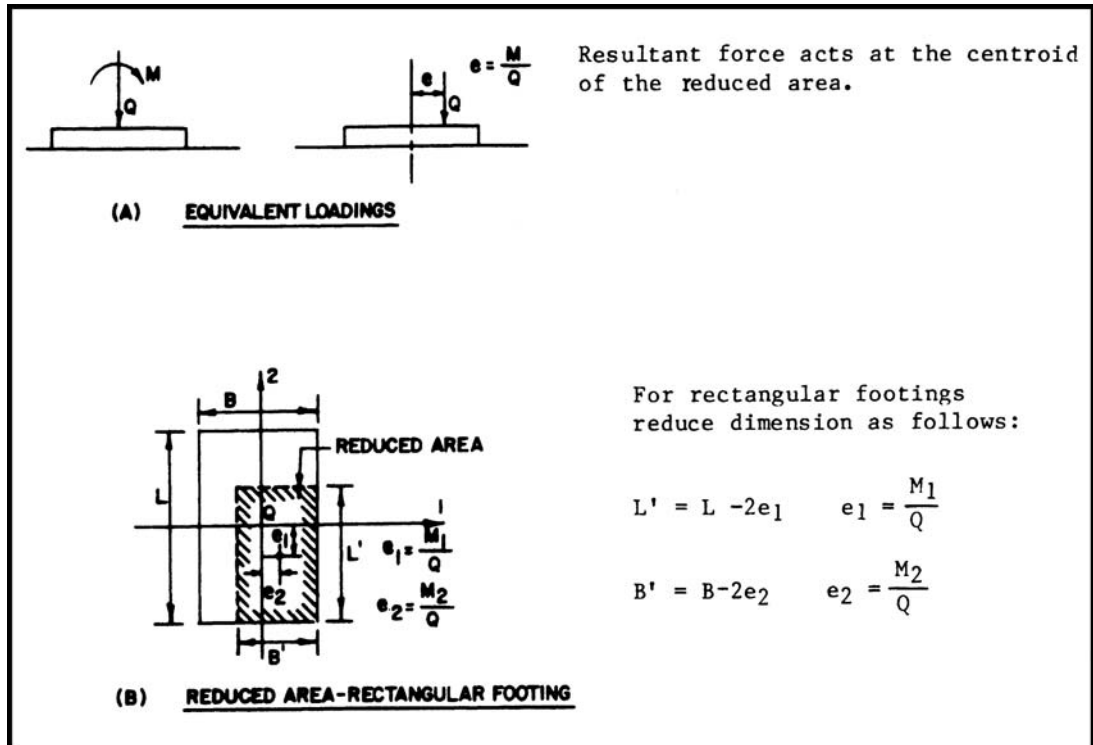 M
Q
e
Q
e = M/Q
Resultant force acts at the centroid
of the reduced area.
(A) EQUIVALENT LOADINGS
2
B
REDUCED AREA
L
Q
1
e1
L'
e1 = M1/Q
e2
e2 = M2/Q
B'
For rectangular footings
reduce dimension as follows:
L' = L -2e1 e1 = M1/Q
B' = B-2e2 e2 = M2/Q
(B) REDUCED AREA-RECTANGULAR FOOTING